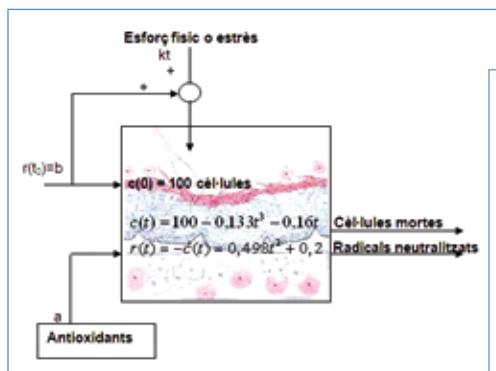 Esforç físic o estrès
kt
+
+
r(t₀)=b
c(0) = 100 cèl·lules
c(t) = 100 − 0,133t³ − 0,16t
Cèl·lules mortes
r(t) = −c(t) = 0,498t² + 0,2
Radicals neutralitzats
a
Antioxidants